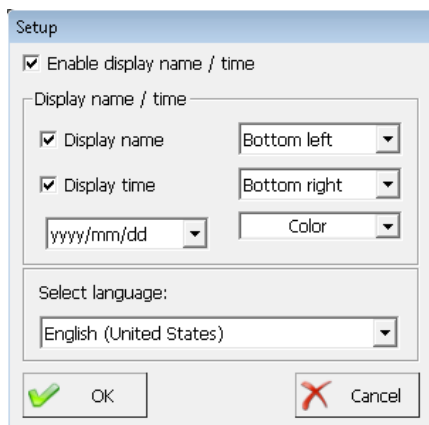 Setup
Enable display name / time
Display name / time
Display name Bottom left
Display time Bottom right
yyyy/mm/dd Color
Select language:
English (United States)
OK Cancel